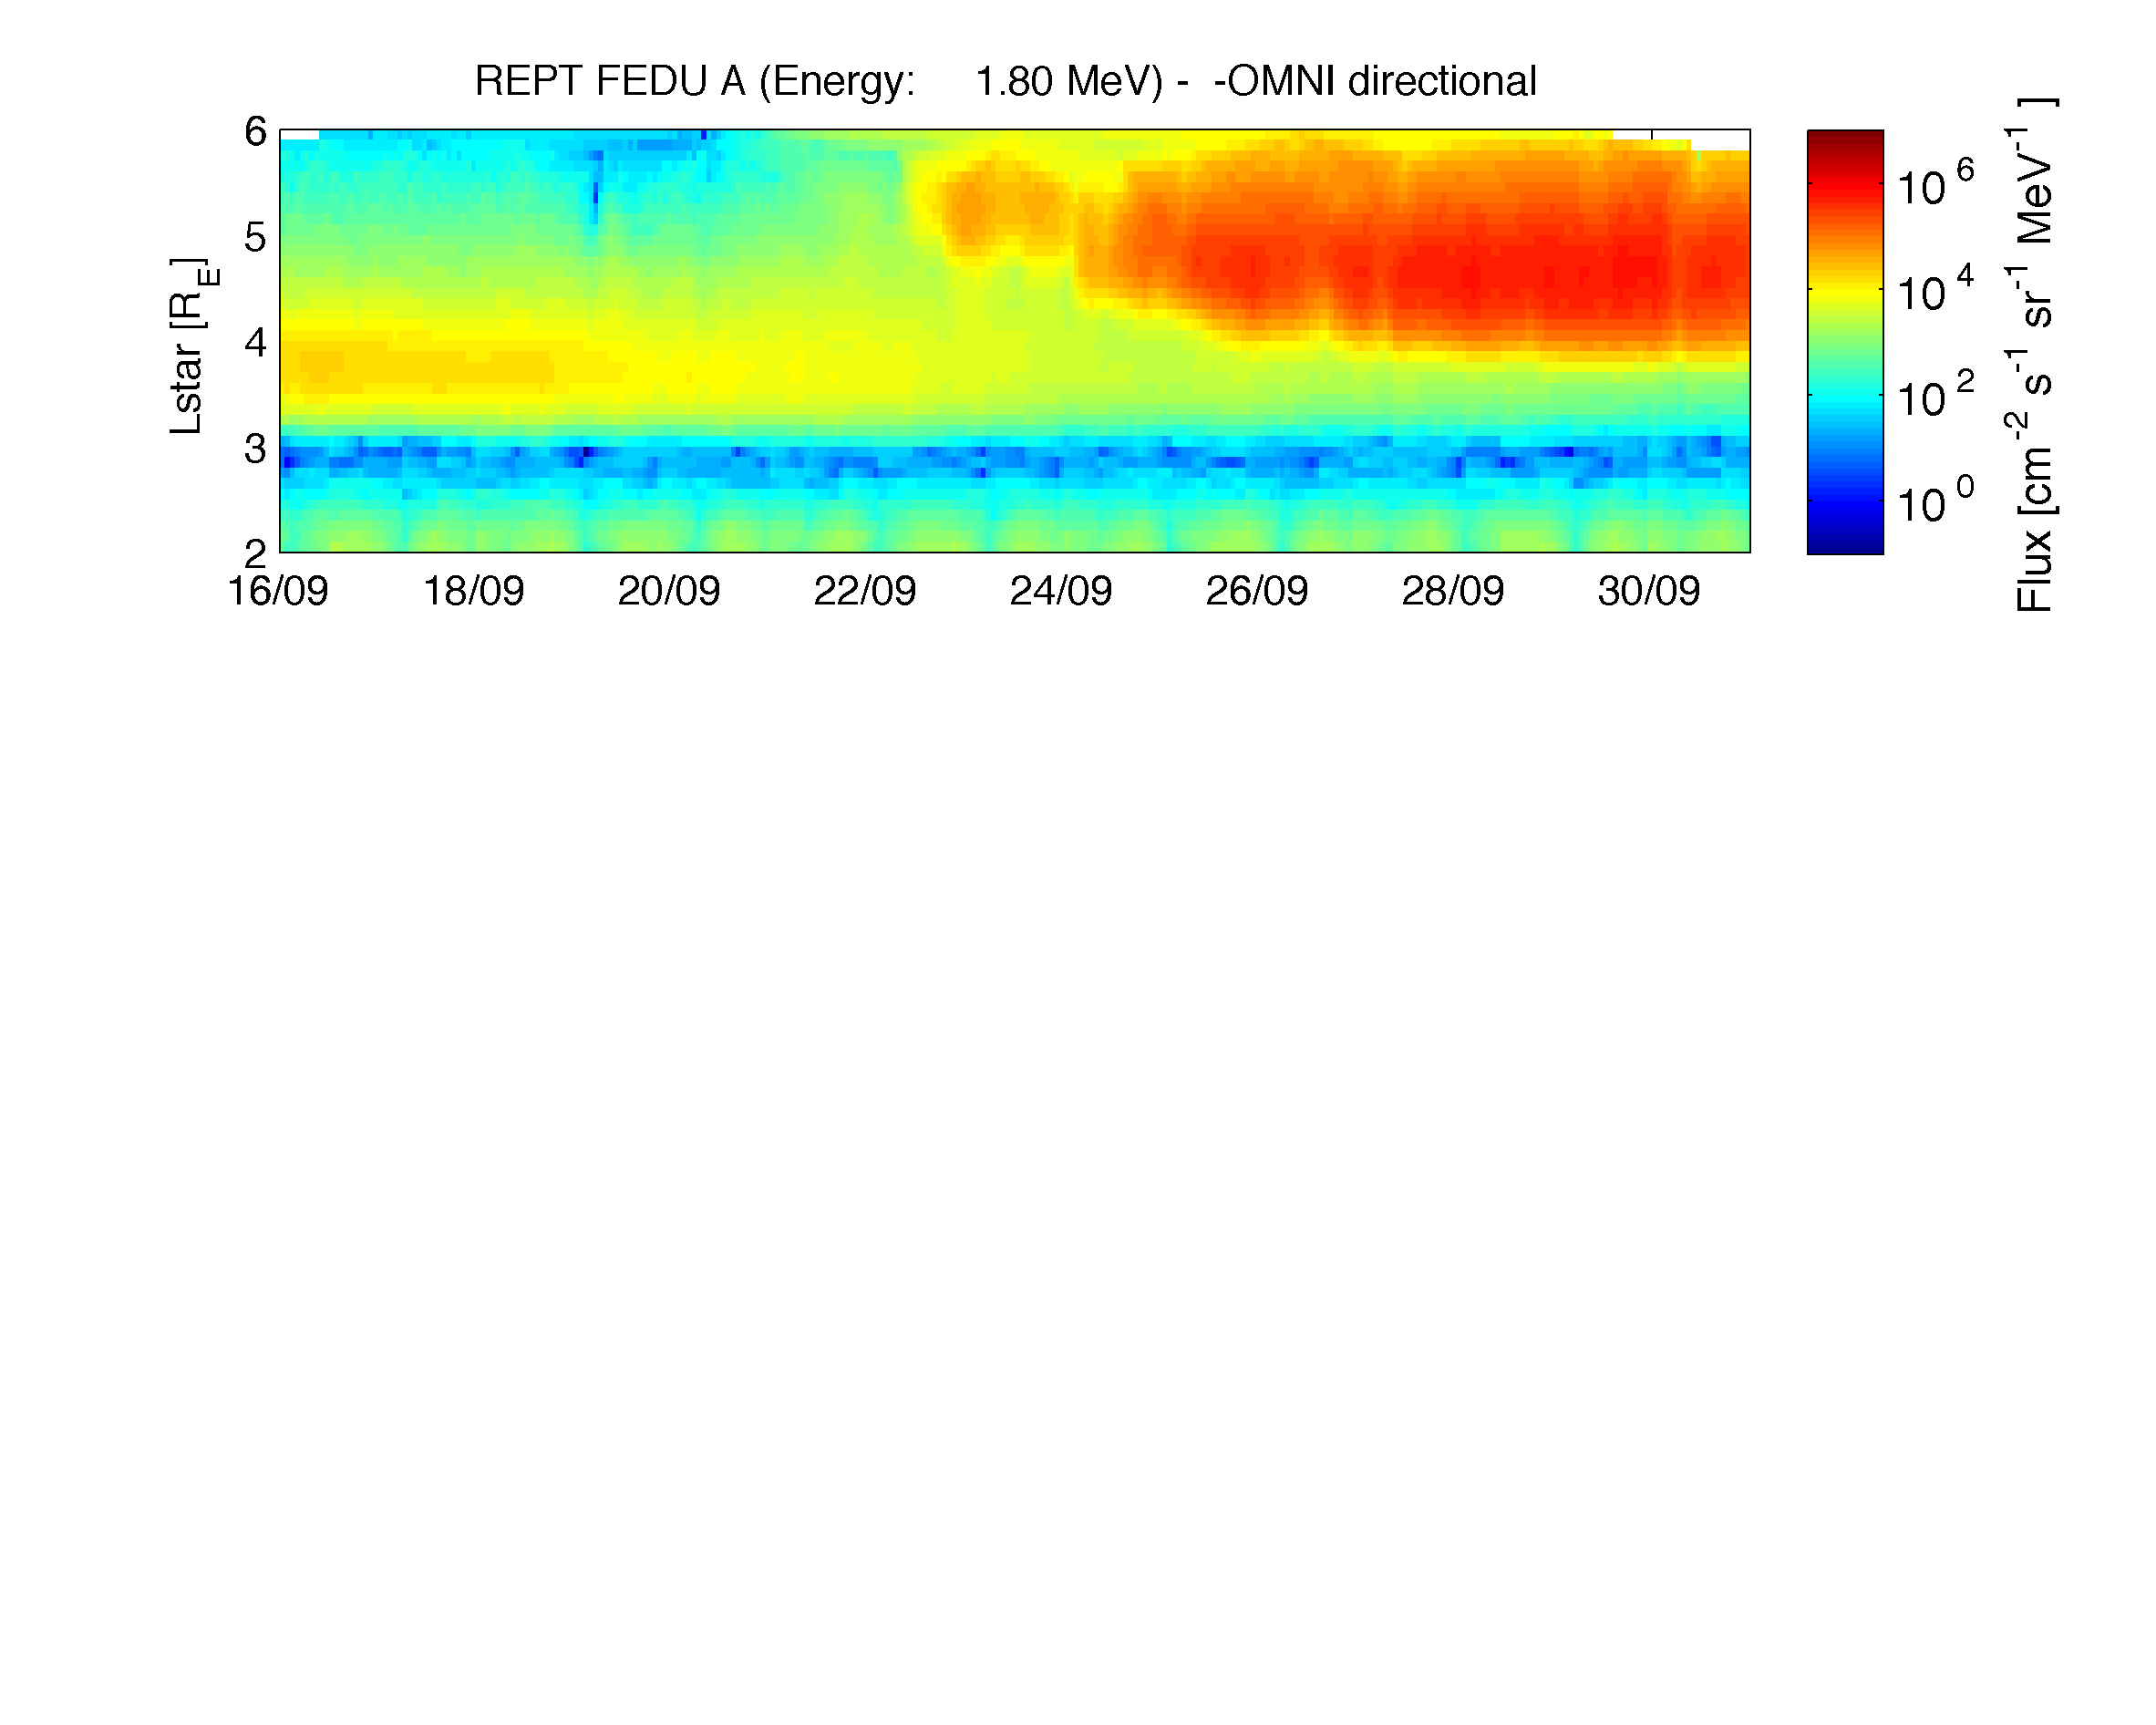 REPT FEDU A (Energy: 1.80 MeV) - -OMNI directional
6
5
4
3
2
Lstar [R_E]
16/09 18/09 20/09 22/09 24/09 26/09 28/09 30/09
10^6
10^4
10^2
10^0
Flux [cm^-2 s^-1 sr^-1 MeV^-1 ]